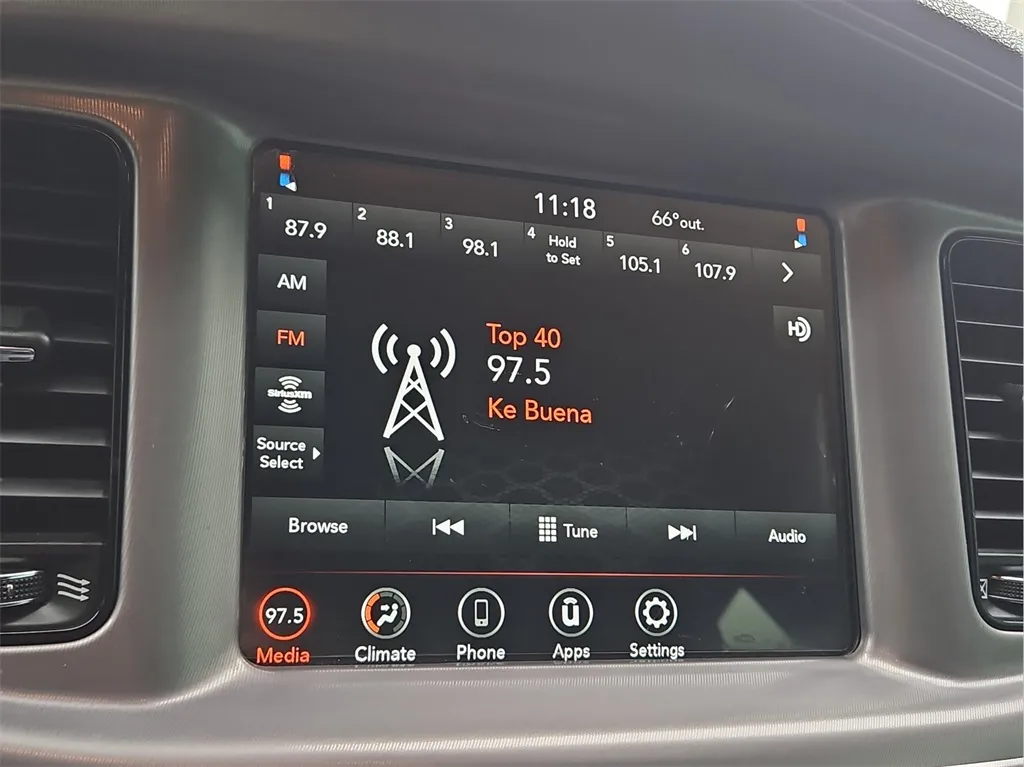 11:18
66°out.
1
87.9
2
88.1
3
98.1
4
Hold
to Set
5
105.1
6
107.9
AM
HD
FM
Top 40
97.5
Ke Buena
SiriusXM
Source
Select
Browse
Tune
Audio
97.5
Media
Climate
Phone
Apps
Settings